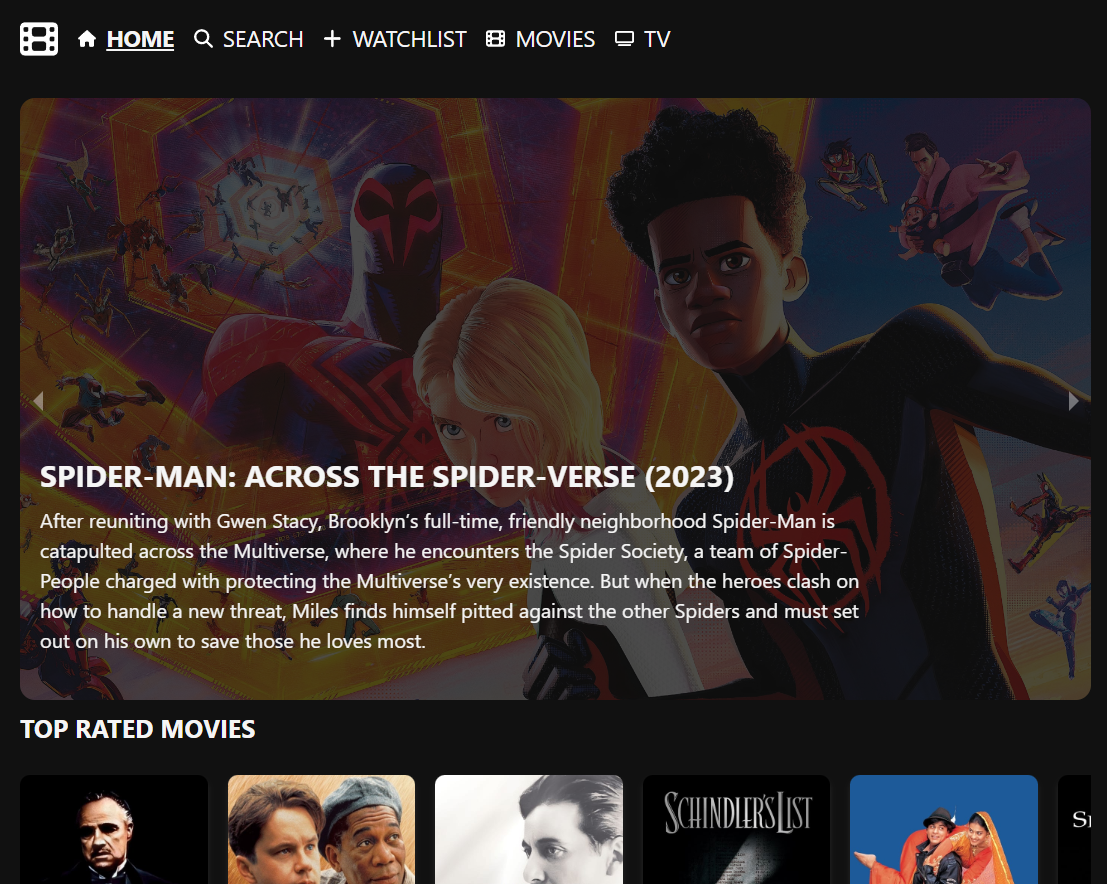 HOME SEARCH WATCHLIST MOVIES TV
SPIDER-MAN: ACROSS THE SPIDER-VERSE (2023)
After reuniting with Gwen Stacy, Brooklyn’s full-time, friendly neighborhood Spider-Man is
catapulted across the Multiverse, where he encounters the Spider Society, a team of Spider-
People charged with protecting the Multiverse’s very existence. But when the heroes clash on
how to handle a new threat, Miles finds himself pitted against the other Spiders and must set
out on his own to save those he loves most.
TOP RATED MOVIES
SCHINDLER'S LIST